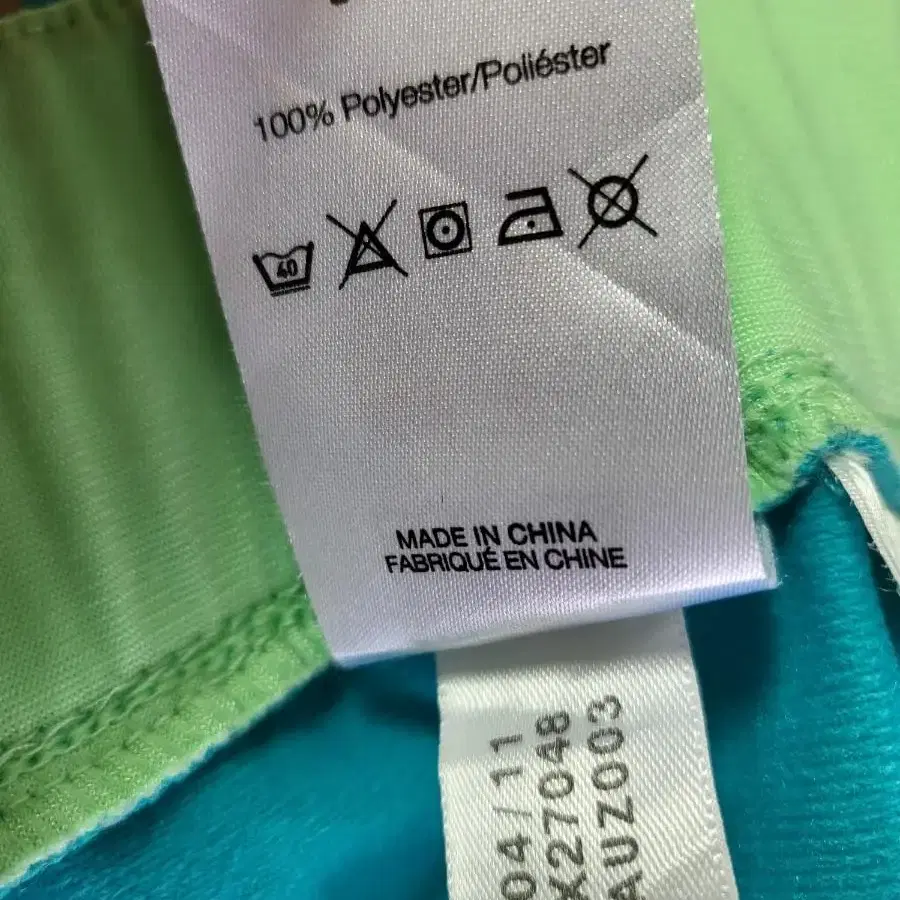 100% Polyester/Poliéster
40
MADE IN CHINA
FABRIQUÉ EN CHINE
04/11
X27048
AUZ003